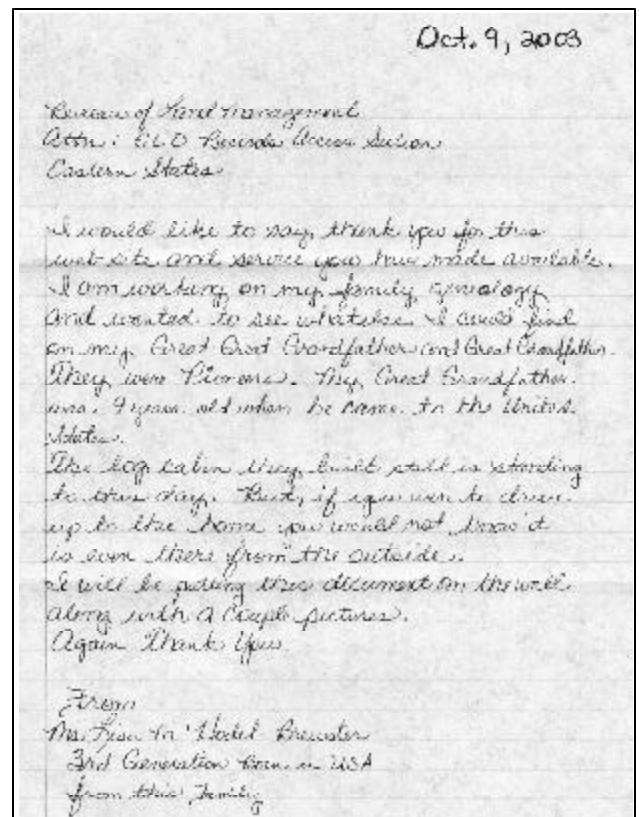 Oct. 9, 2003
Bureau of Land Management
Attn: GLO Records Access
Eastern States
I would like to say, thank you for this
web site and service you have made available.
I am working on my family geneology
and wanted to see what else I could find
on my Great Great Grandfather and Great Grandfather.
They were Pioneers. My Great Grandfather
was 9 years old when he came to the United
States.
The log cabin they built still is standing
to this day. But, if you were to drive
up to the home you would not know it
is even there from the outside.
I will be putting this document on the wall
along with a couple pictures.
Again Thank You
From
Ms. Brewster
3rd Generation born in USA
from this family